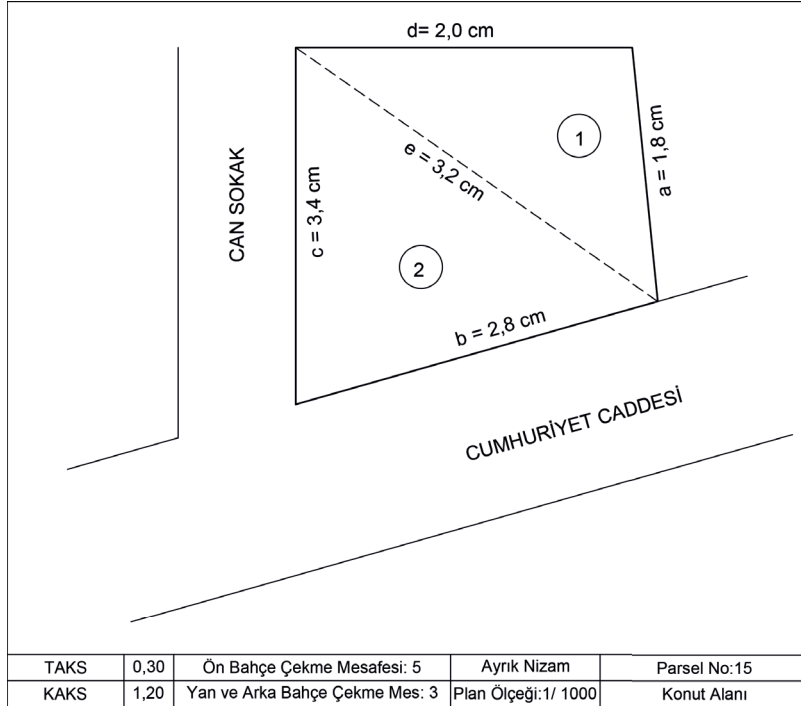 d= 2,0 cm
1
a = 1,8 cm
e = 3,2 cm
CAN SOKAK
c = 3,4 cm
2
b = 2,8 cm
CUMHURİYET CADDESİ
TAKS 0,30 Ön Bahçe Çekme Mesafesi: 5 Ayrık Nizam Parsel No:15
KAKS 1,20 Yan ve Arka Bahçe Çekme Mes: 3 Plan Ölçeği:1/ 1000 Konut Alanı